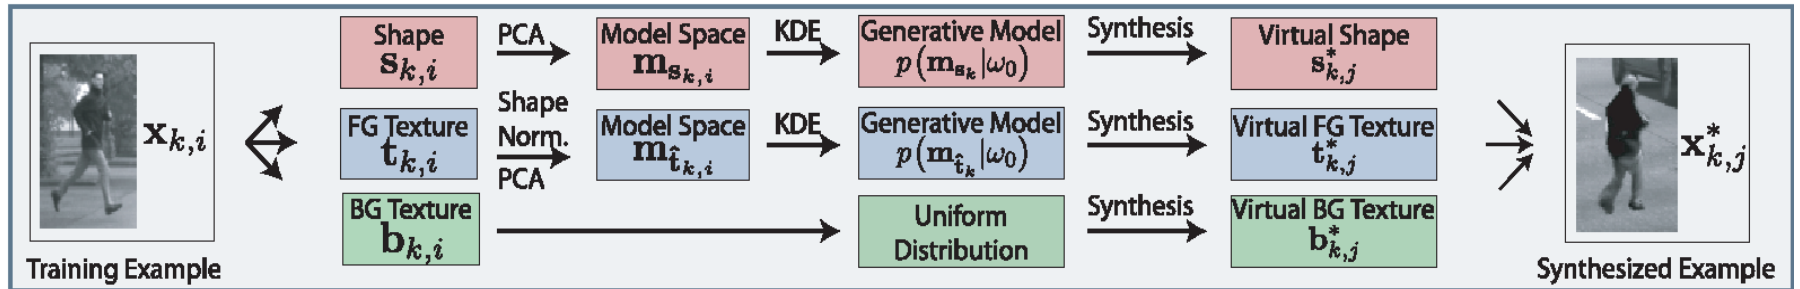 x_{k,i}
Training Example
Shape
s_{k,i}
PCA
Model Space
m_{s_{k,i}}
KDE
Generative Model
p(m_{s_k}|ω_0)
Synthesis
Virtual Shape
s^*_{k,j}
FG Texture
t_{k,i}
Shape
Norm.
PCA
Model Space
m_{\hat{t}_{k,i}}
KDE
Generative Model
p(m_{\hat{t}_k}|ω_0)
Synthesis
Virtual FG Texture
t^*_{k,j}
BG Texture
b_{k,i}
Uniform
Distribution
Synthesis
Virtual BG Texture
b^*_{k,j}
x^*_{k,j}
Synthesized Example